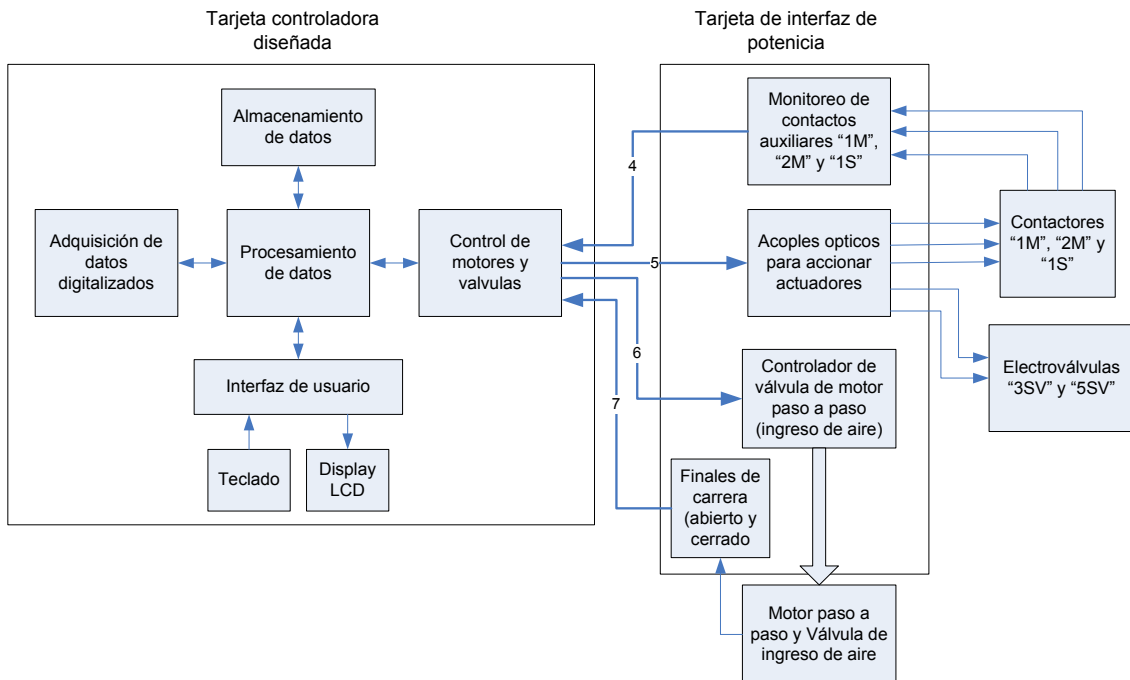 Tarjeta controladora
diseñada
Tarjeta de interfaz de
potenicia
Almacenamiento
de datos
Monitoreo de
contactos
auxiliares “1M”,
“2M” y “1S”
4
Adquisición de
datos
digitalizados
Procesamiento
de datos
Control de
motores y
valvulas
5
Acoples opticos
para accionar
actuadores
Contactores
“1M”, “2M” y
“1S”
6
7
Interfaz de usuario
Controlador de
válvula de motor
paso a paso
(ingreso de aire)
Electroválvulas
“3SV” y “5SV”
Teclado
Display
LCD
Finales de
carrera
(abierto y
cerrado
Motor paso a
paso y Válvula de
ingreso de aire